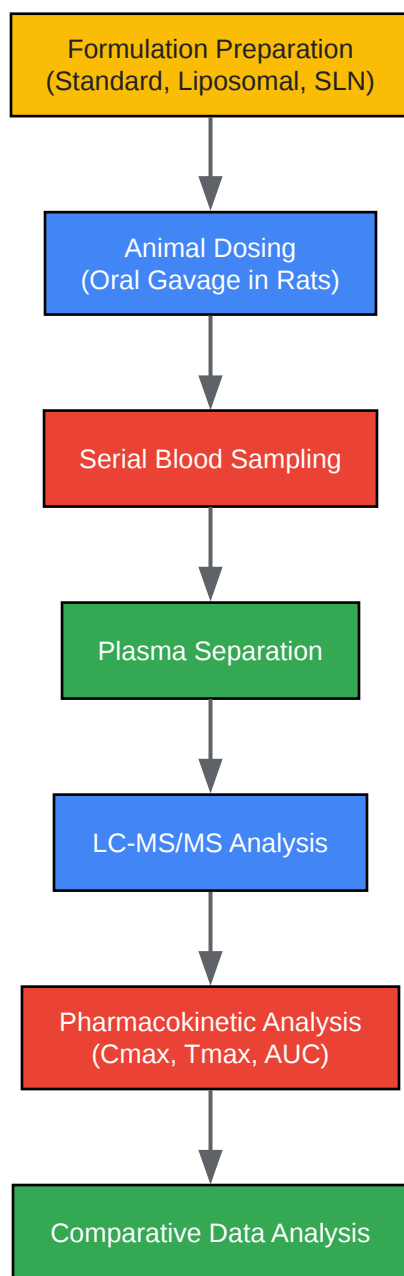 Formulation Preparation
(Standard, Liposomal, SLN)
Animal Dosing
(Oral Gavage in Rats)
Serial Blood Sampling
Plasma Separation
LC-MS/MS Analysis
Pharmacokinetic Analysis
(Cmax, Tmax, AUC)
Comparative Data Analysis